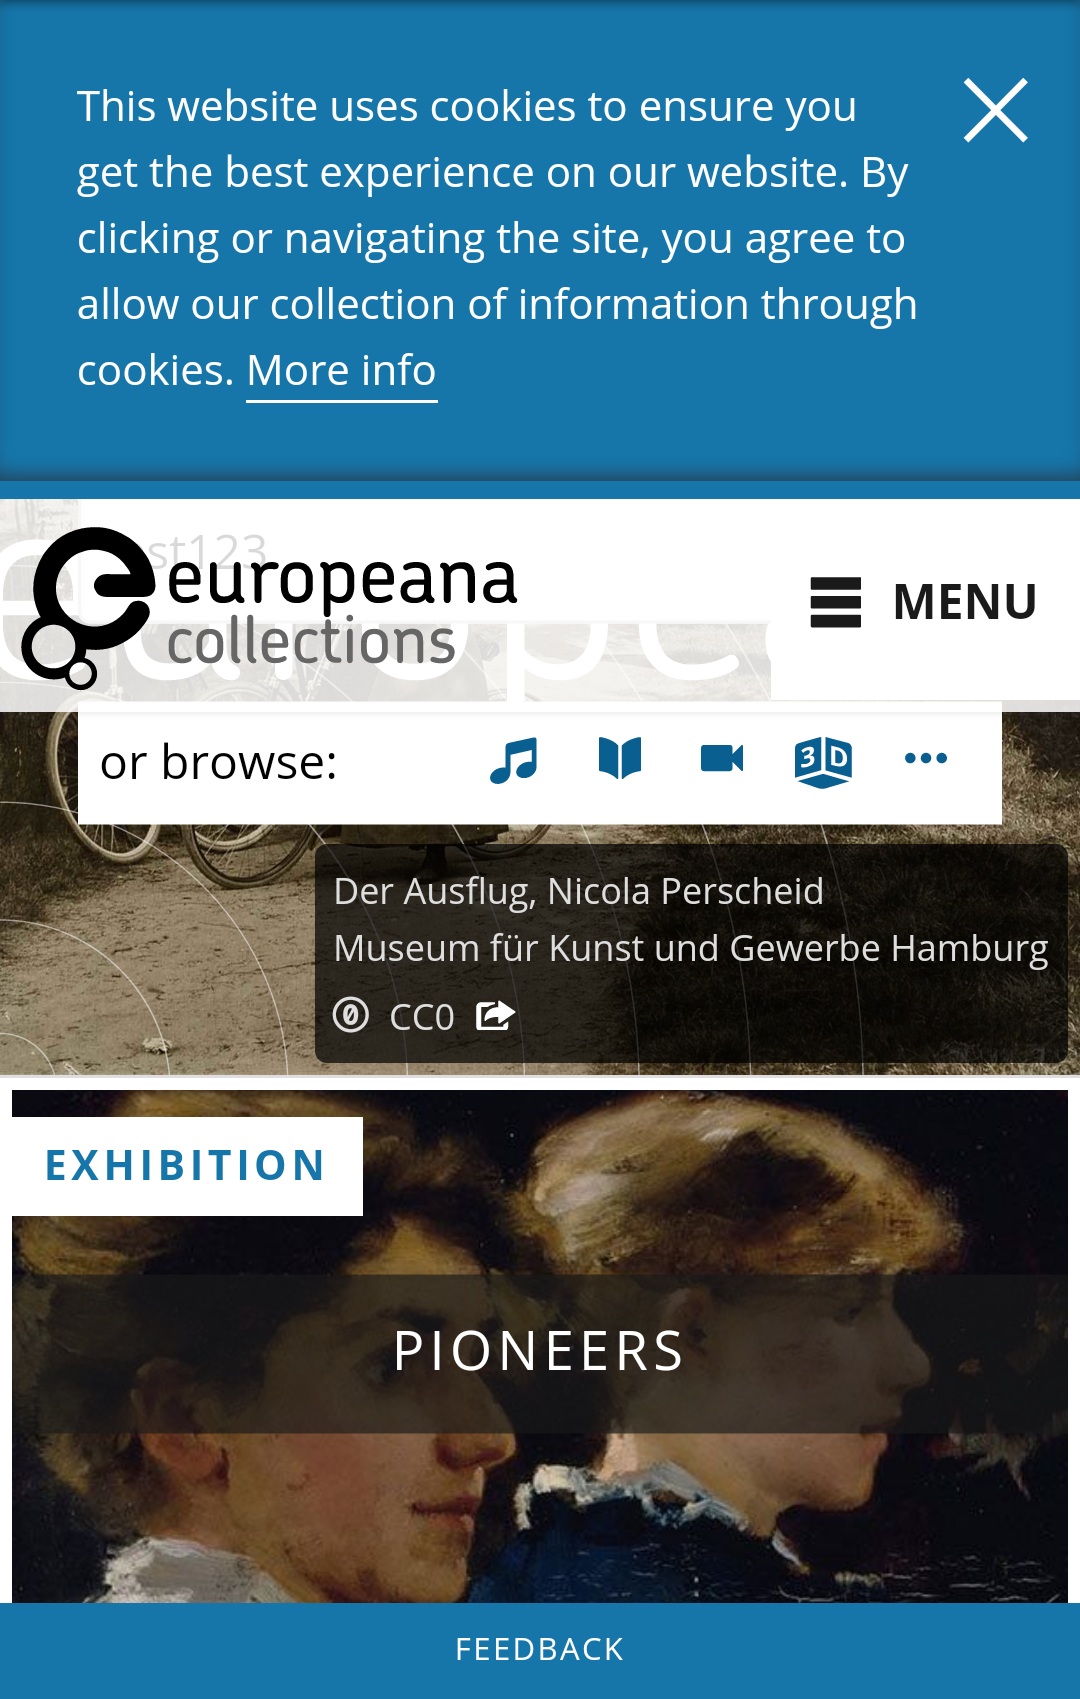 This website uses cookies to ensure you
get the best experience on our website. By
clicking or navigating the site, you agree to
allow our collection of information through
cookies. More info
st123
europeana
collections
MENU
or browse:
3D
Der Ausflug, Nicola Perscheid
Museum für Kunst und Gewerbe Hamburg
CC0
EXHIBITION
PIONEERS
FEEDBACK